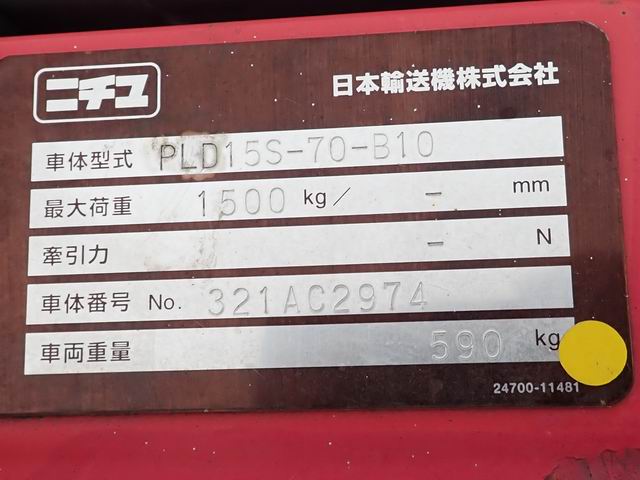 ニチユ
日本輸送機株式会社
車体型式 PLD15S-70-B10
最大荷重 1500 kg/ - mm
牽引力 - N
車体番号 No. 321AC2974
車両重量 590 kg
24700-11481